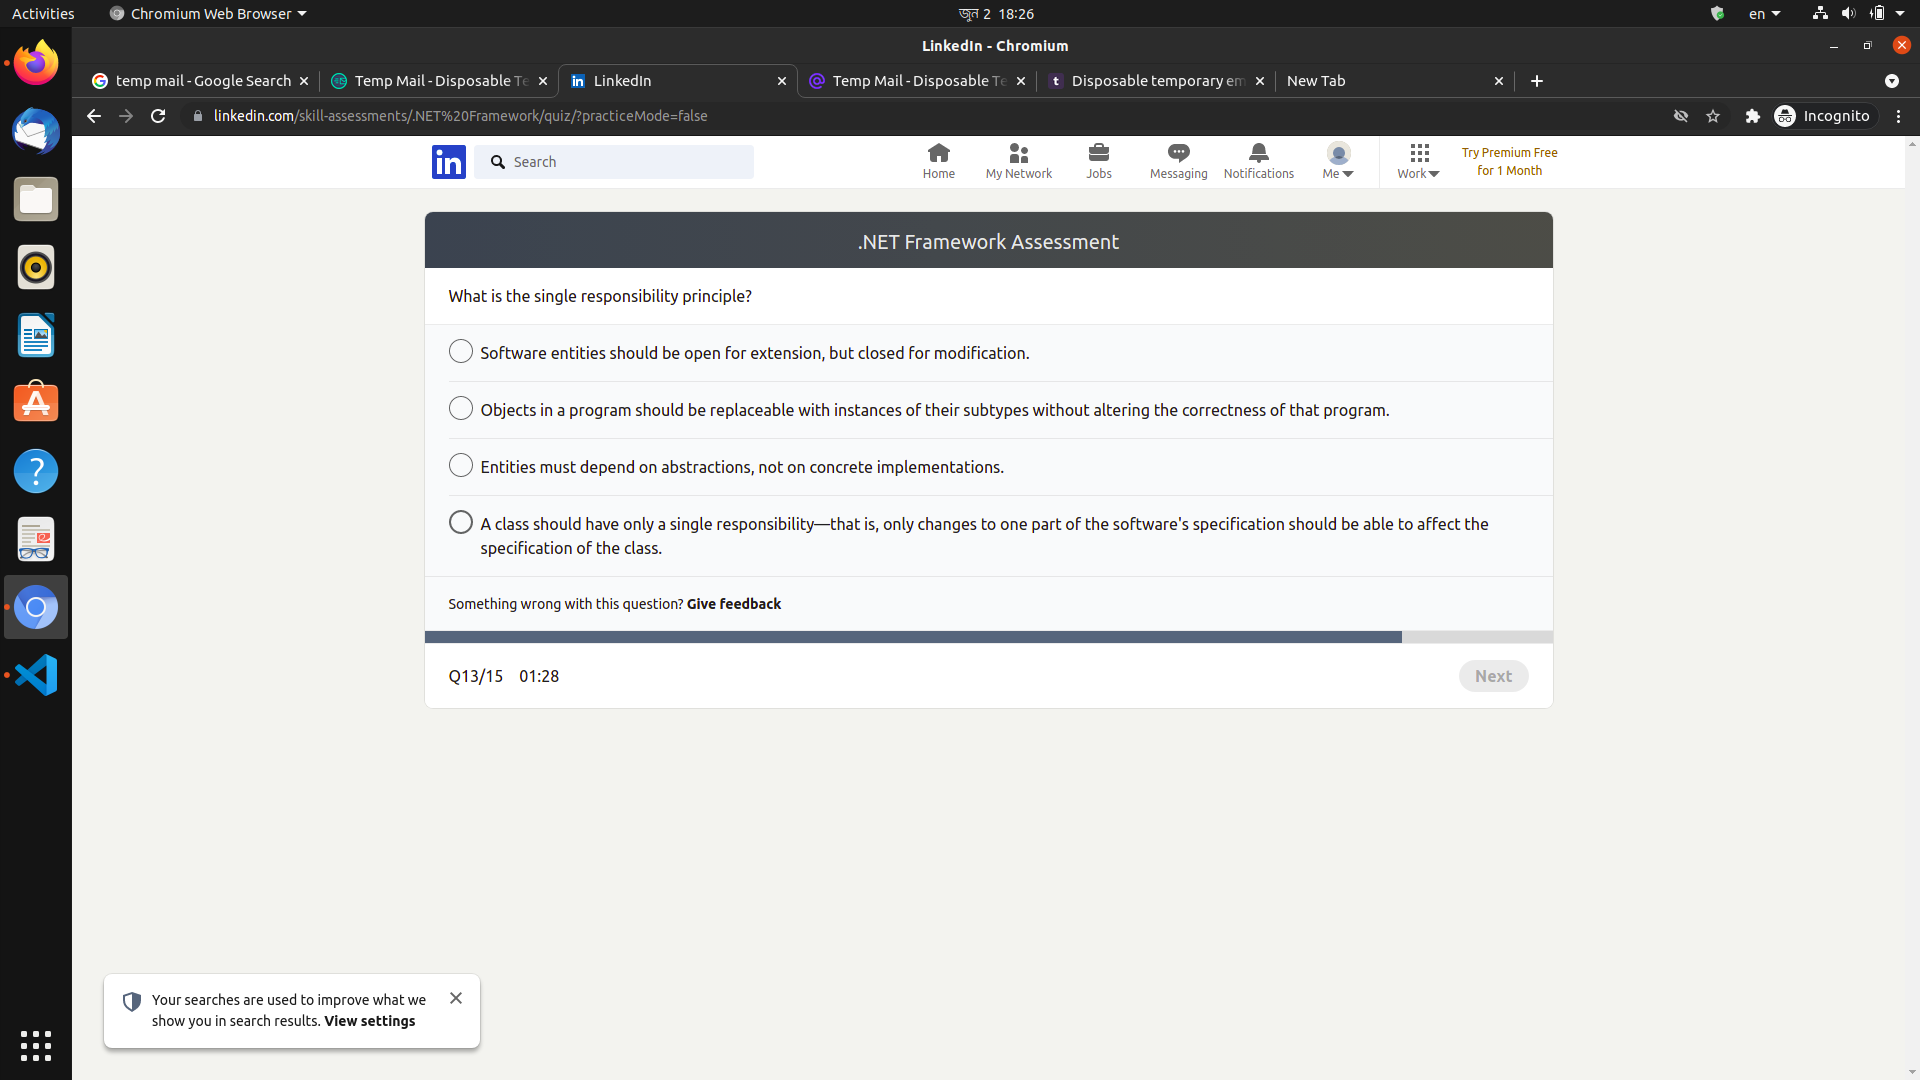 Activities
Chromium Web Browser
জুন 2 18:26
en
LinkedIn - Chromium
temp mail - Google Search
Temp Mail - Disposable Te
LinkedIn
Temp Mail - Disposable Te
t
Disposable temporary em
New Tab
linkedin.com/skill-assessments/.NET%20Framework/quiz/?practiceMode=false
Incognito
in
Search
Home
My Network
Jobs
Messaging
Notifications
Me
Work
Try Premium Free
for 1 Month
.NET Framework Assessment
What is the single responsibility principle?
Software entities should be open for extension, but closed for modification.
Objects in a program should be replaceable with instances of their subtypes without altering the correctness of that program.
Entities must depend on abstractions, not on concrete implementations.
A class should have only a single responsibility—that is, only changes to one part of the software's specification should be able to affect the
specification of the class.
Something wrong with this question? Give feedback
Q13/15 01:28
Next
Your searches are used to improve what we
show you in search results. View settings